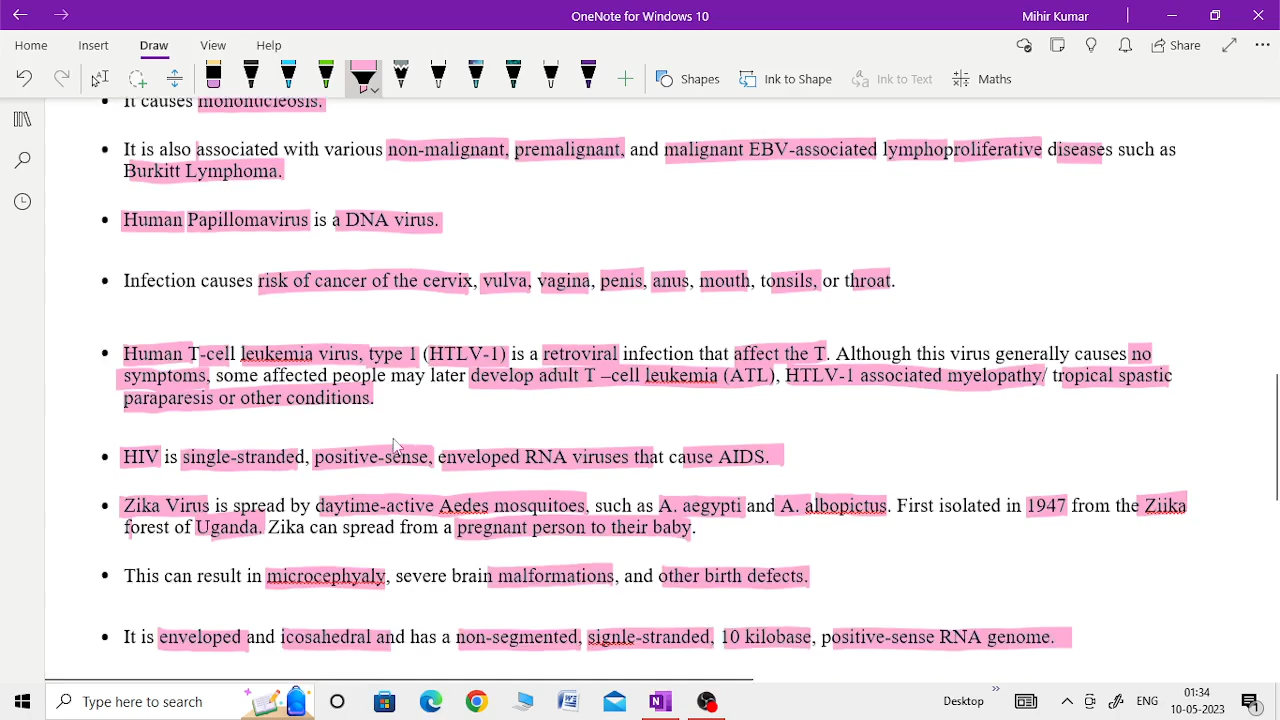 OneNote for Windows 10
Mihir Kumar
Home Insert Draw View Help
Share
Shapes Ink to Shape Ink to Text Maths
• It causes mononucleosis.
• It is also associated with various non-malignant, premalignant, and malignant EBV-associated lymphoproliferative diseases such as
Burkitt Lymphoma.
• Human Papillomavirus is a DNA virus.
• Infection causes risk of cancer of the cervix, vulva, vagina, penis, anus, mouth, tonsils, or throat.
• Human T-cell leukemia virus, type 1 (HTLV-1) is a retroviral infection that affect the T. Although this virus generally causes no
symptoms, some affected people may later develop adult T –cell leukemia (ATL), HTLV-1 associated myelopathy/ tropical spastic
paraparesis or other conditions.
• HIV is single-stranded, positive-sense, enveloped RNA viruses that cause AIDS.
• Zika Virus is spread by daytime-active Aedes mosquitoes, such as A. aegypti and A. albopictus. First isolated in 1947 from the Ziika
forest of Uganda. Zika can spread from a pregnant person to their baby.
• This can result in microcephyaly, severe brain malformations, and other birth defects.
• It is enveloped and icosahedral and has a non-segmented, signle-stranded, 10 kilobase, positive-sense RNA genome.
Type here to search
Desktop
ENG
01:34
10-05-2023
1